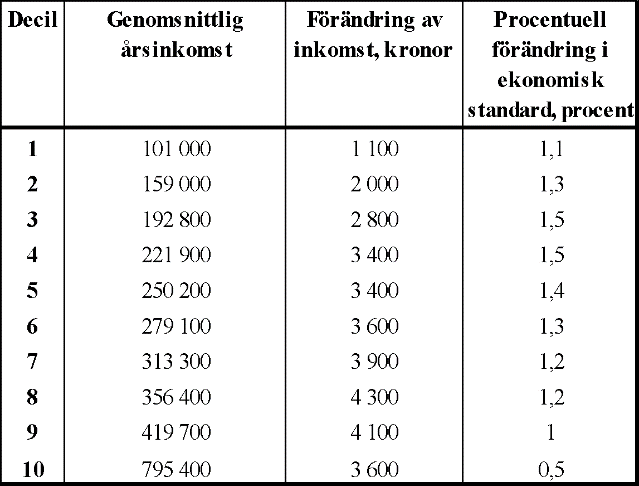 Decil Genomsnittlig årsinkomst Förändring av inkomst, kronor Procentuell förändring i ekonomisk standard, procent
1 101 000 1 100 1,1
2 159 000 2 000 1,3
3 192 800 2 800 1,5
4 221 900 3 400 1,5
5 250 200 3 400 1,4
6 279 100 3 600 1,3
7 313 300 3 900 1,2
8 356 400 4 300 1,2
9 419 700 4 100 1
10 795 400 3 600 0,5